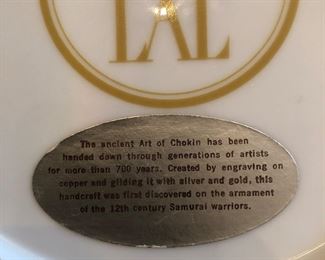 LAL
The ancient Art of Chokin has been
handed down through generations of artists
for more than 700 years. Created by engraving on
copper and gilding it with silver and gold, this
handcraft was first discovered on the armament
of the 12th century Samurai warriors.